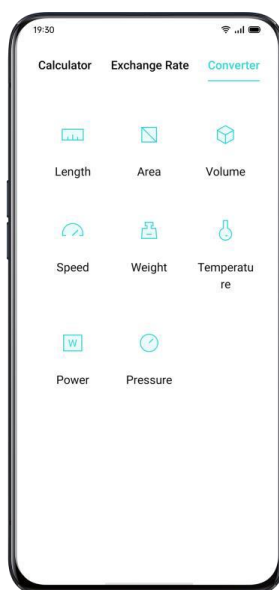 19:30
Calculator Exchange Rate Converter
Length Area Volume
Speed Weight Temperatu
re
W
Power Pressure